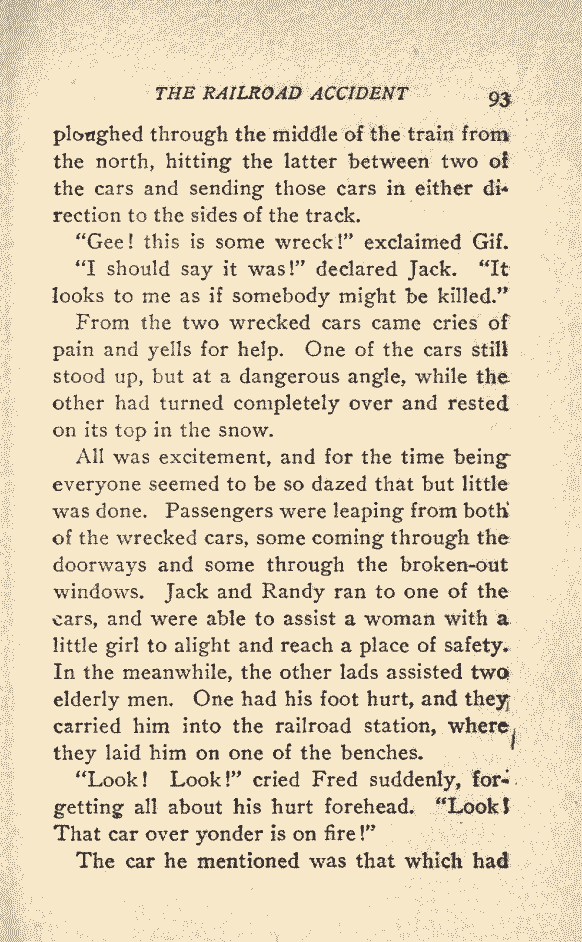 THE RAILROAD ACCIDENT 93
ploughed through the middle of the train from
the north, hitting the latter between two of
the cars and sending those cars in either di-
rection to the sides of the track.
"Gee! this is some wreck!" exclaimed Gif.
"I should say it was!" declared Jack. "It
looks to me as if somebody might be killed."
From the two wrecked cars came cries of
pain and yells for help. One of the cars still
stood up, but at a dangerous angle, while the
other had turned completely over and rested
on its top in the snow.
All was excitement, and for the time being
everyone seemed to be so dazed that but little
was done. Passengers were leaping from both
of the wrecked cars, some coming through the
doorways and some through the broken-out
windows. Jack and Randy ran to one of the
cars, and were able to assist a woman with a
little girl to alight and reach a place of safety.
In the meanwhile, the other lads assisted two
elderly men. One had his foot hurt, and they
carried him into the railroad station, where
they laid him on one of the benches.
"Look! Look!" cried Fred suddenly, for-
getting all about his hurt forehead. "Look!
That car over yonder is on fire!"
The car he mentioned was that which had